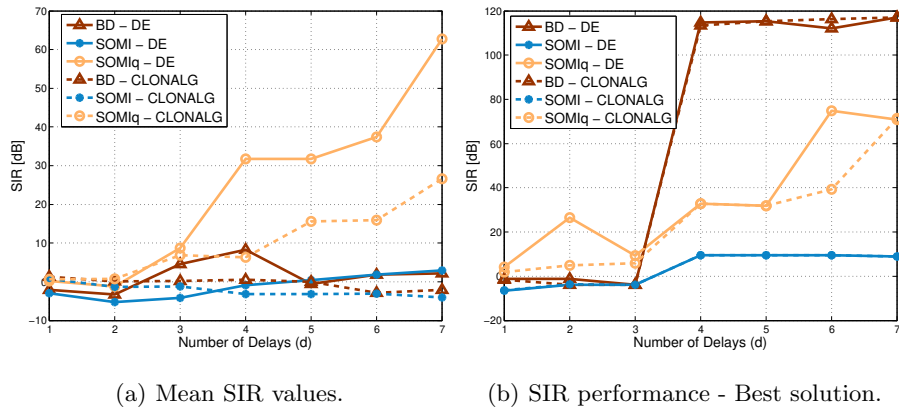 70
60
50
40
30
20
10
0
−10
SIR [dB]
BD − DE
SOMI − DE
SOMIq − DE
BD − CLONALG
SOMI − CLONALG
SOMIq − CLONALG
1 2 3 4 5 6 7
Number of Delays (d)
(a) Mean SIR values.
120
100
80
60
40
20
0
−20
SIR [dB]
BD − DE
SOMI − DE
SOMIq − DE
BD − CLONALG
SOMI − CLONALG
SOMIq − CLONALG
1 2 3 4 5 6 7
Number of Delays (d)
(b) SIR performance - Best solution.